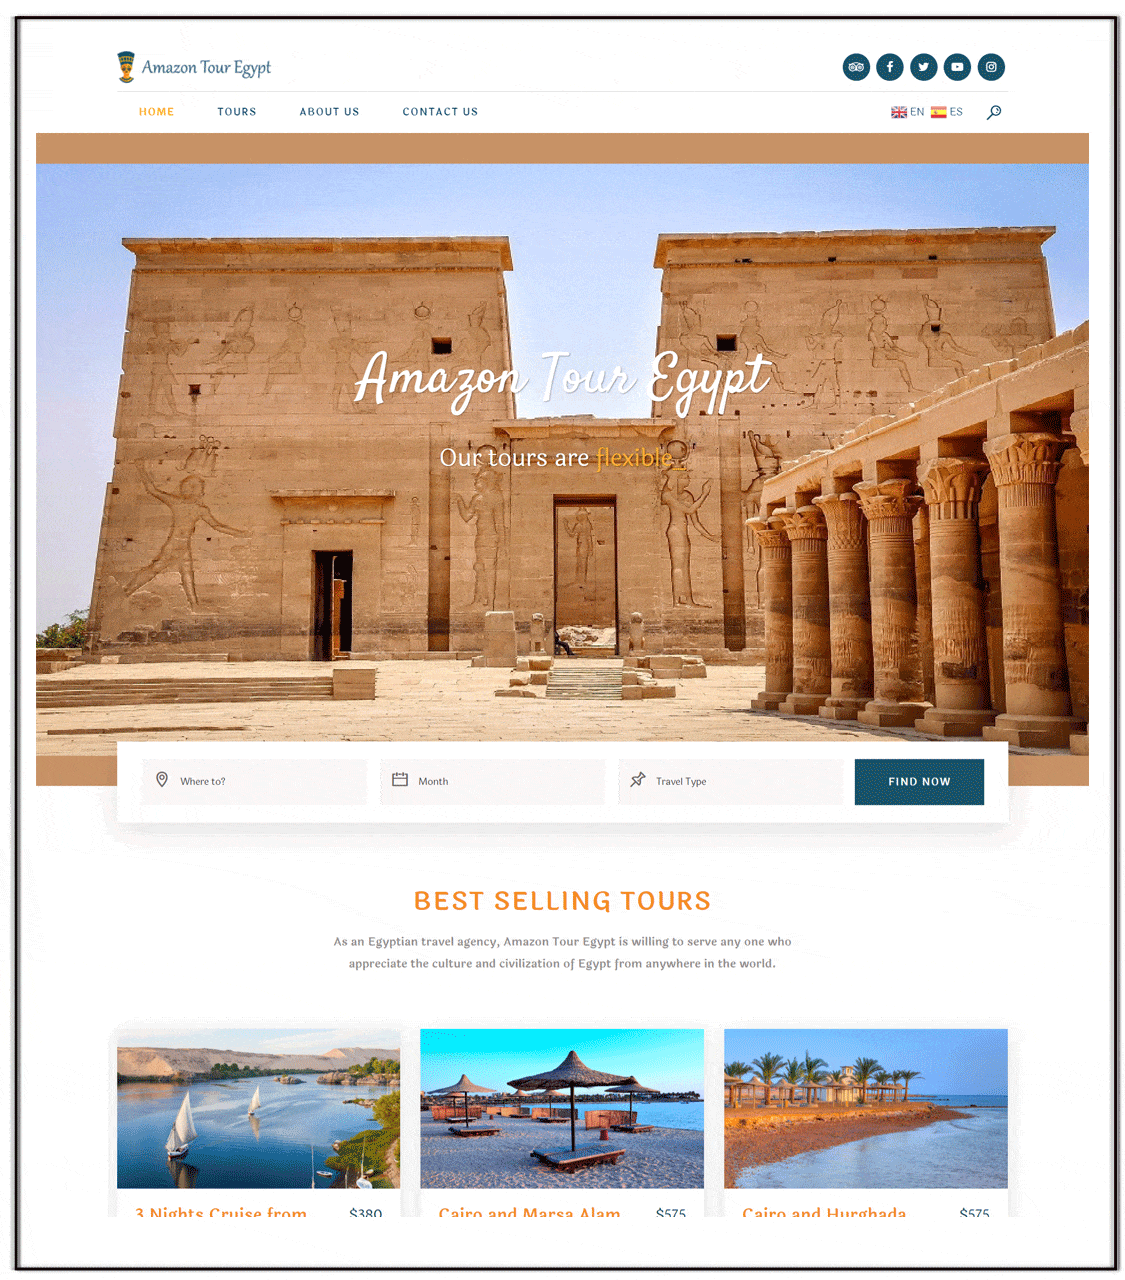 Amazon Tour Egypt
HOME TOURS ABOUT US CONTACT US EN ES
Amazon Tour Egypt
Our tours are flexible_
Where to? Month Travel Type FIND NOW
BEST SELLING TOURS
As an Egyptian travel agency, Amazon Tour Egypt is willing to serve any one who
appreciate the culture and civilization of Egypt from anywhere in the world.
3 Nights Cruise from $380 Cairo and Marsa Alam $575 Cairo and Hurghada $575